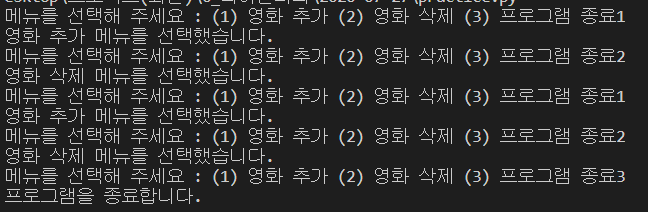 메뉴를 선택해 주세요 : (1) 영화 추가 (2) 영화 삭제 (3) 프로그램 종료1
영화 추가 메뉴를 선택했습니다.
메뉴를 선택해 주세요 : (1) 영화 추가 (2) 영화 삭제 (3) 프로그램 종료2
영화 삭제 메뉴를 선택했습니다.
메뉴를 선택해 주세요 : (1) 영화 추가 (2) 영화 삭제 (3) 프로그램 종료1
영화 추가 메뉴를 선택했습니다.
메뉴를 선택해 주세요 : (1) 영화 추가 (2) 영화 삭제 (3) 프로그램 종료2
영화 삭제 메뉴를 선택했습니다.
메뉴를 선택해 주세요 : (1) 영화 추가 (2) 영화 삭제 (3) 프로그램 종료3
프로그램을 종료합니다.